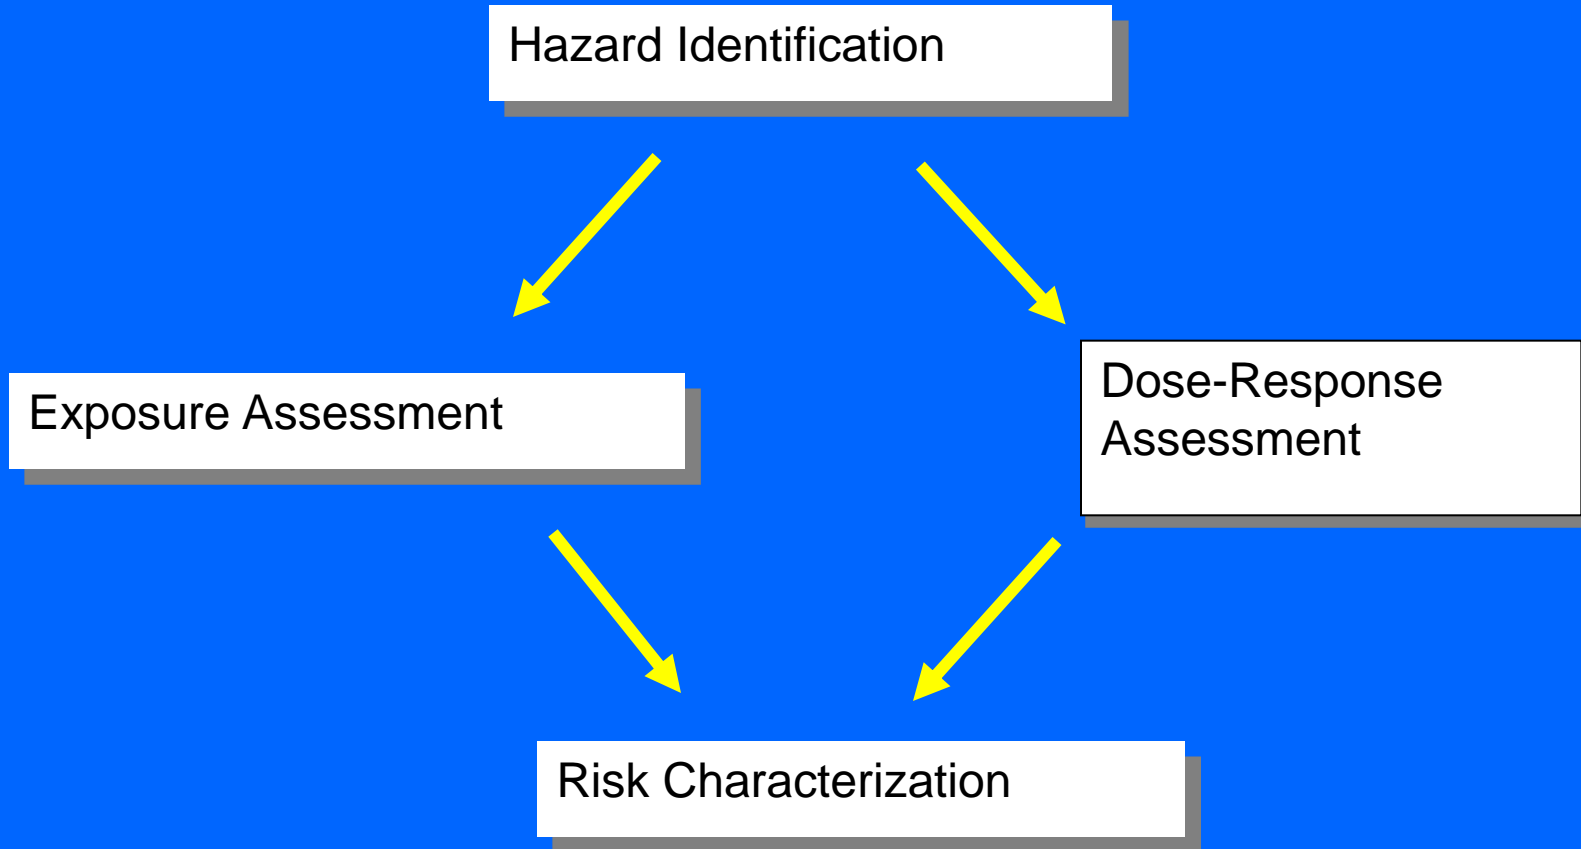 Hazard Identification
Exposure Assessment
Dose-Response
Assessment
Risk Characterization